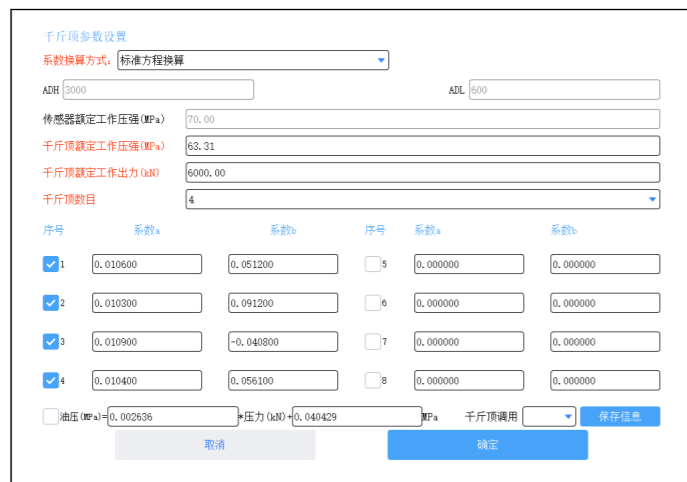 千斤顶参数设置
系数换算方式: 标准方程换算
ADH 3000 ADL 600
传感器额定工作压强(MPa) 70.00
千斤顶额定工作压强(MPa) 63.31
千斤顶额定工作出力(kN) 6000.00
千斤顶数目 4
序号 系数a 系数b 序号 系数a 系数b
1 0.010600 0.051200 5 0.000000 0.000000
2 0.010300 0.091200 6 0.000000 0.000000
3 0.010900 -0.040800 7 0.000000 0.000000
4 0.010400 0.056100 8 0.000000 0.000000
油压(MPa)=0.002636 *压力(kN)+0.040429 MPa 千斤顶调用 保存信息
取消 确定